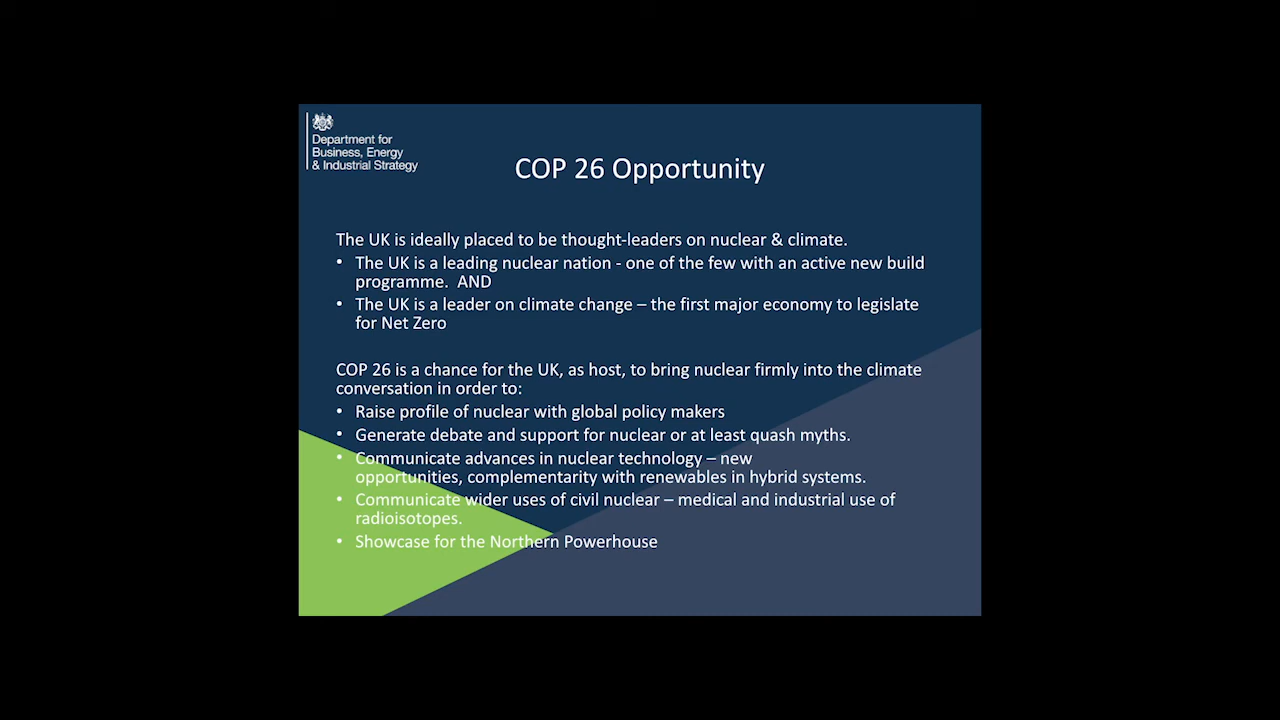 Department for
Business, Energy
& Industrial Strategy
COP 26 Opportunity
The UK is ideally placed to be thought-leaders on nuclear & climate.
• The UK is a leading nuclear nation - one of the few with an active new build
programme. AND
• The UK is a leader on climate change – the first major economy to legislate
for Net Zero
COP 26 is a chance for the UK, as host, to bring nuclear firmly into the climate
conversation in order to:
• Raise profile of nuclear with global policy makers
• Generate debate and support for nuclear or at least quash myths.
• Communicate advances in nuclear technology – new
opportunities, complementarity with renewables in hybrid systems.
• Communicate wider uses of civil nuclear – medical and industrial use of
radioisotopes.
• Showcase for the Northern Powerhouse